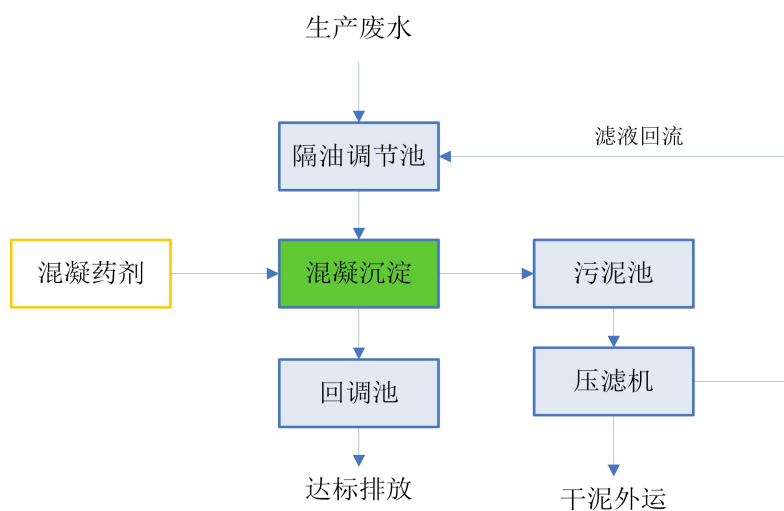 生产废水
隔油调节池
滤液回流
混凝药剂
混凝沉淀
污泥池
回调池
压滤机
达标排放
干泥外运